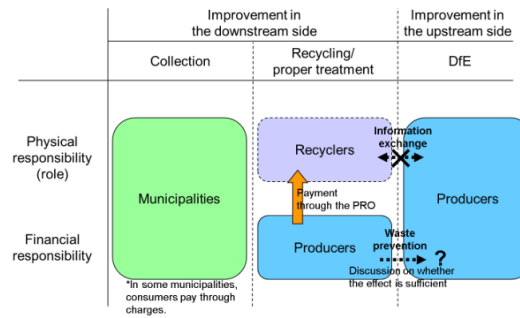 Improvement in
the downstream side
Improvement in
the upstream side
Collection
Recycling/
proper treatment
DfE
Physical
responsibility
(role)
Financial
responsibility
Municipalities
Recyclers
Information
exchange
Payment
through the PRO
Producers
Producers
Waste
prevention
?
Discussion on whether
the effect is sufficient
*In some municipalities,
consumers pay through
charges.